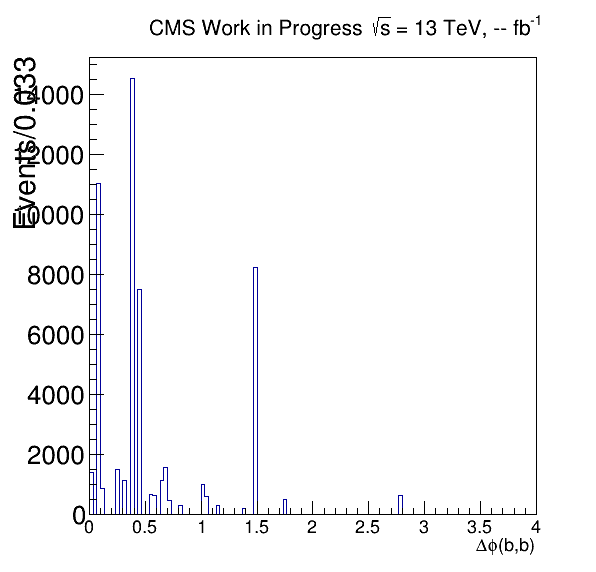 CMS Work in Progress √s = 13 TeV, -- fb⁻¹
Events/0.033
4000
2000
0000
8000
6000
4000
2000
0
0 0.5 1 1.5 2 2.5 3 3.5 4
Δϕ(b,b)